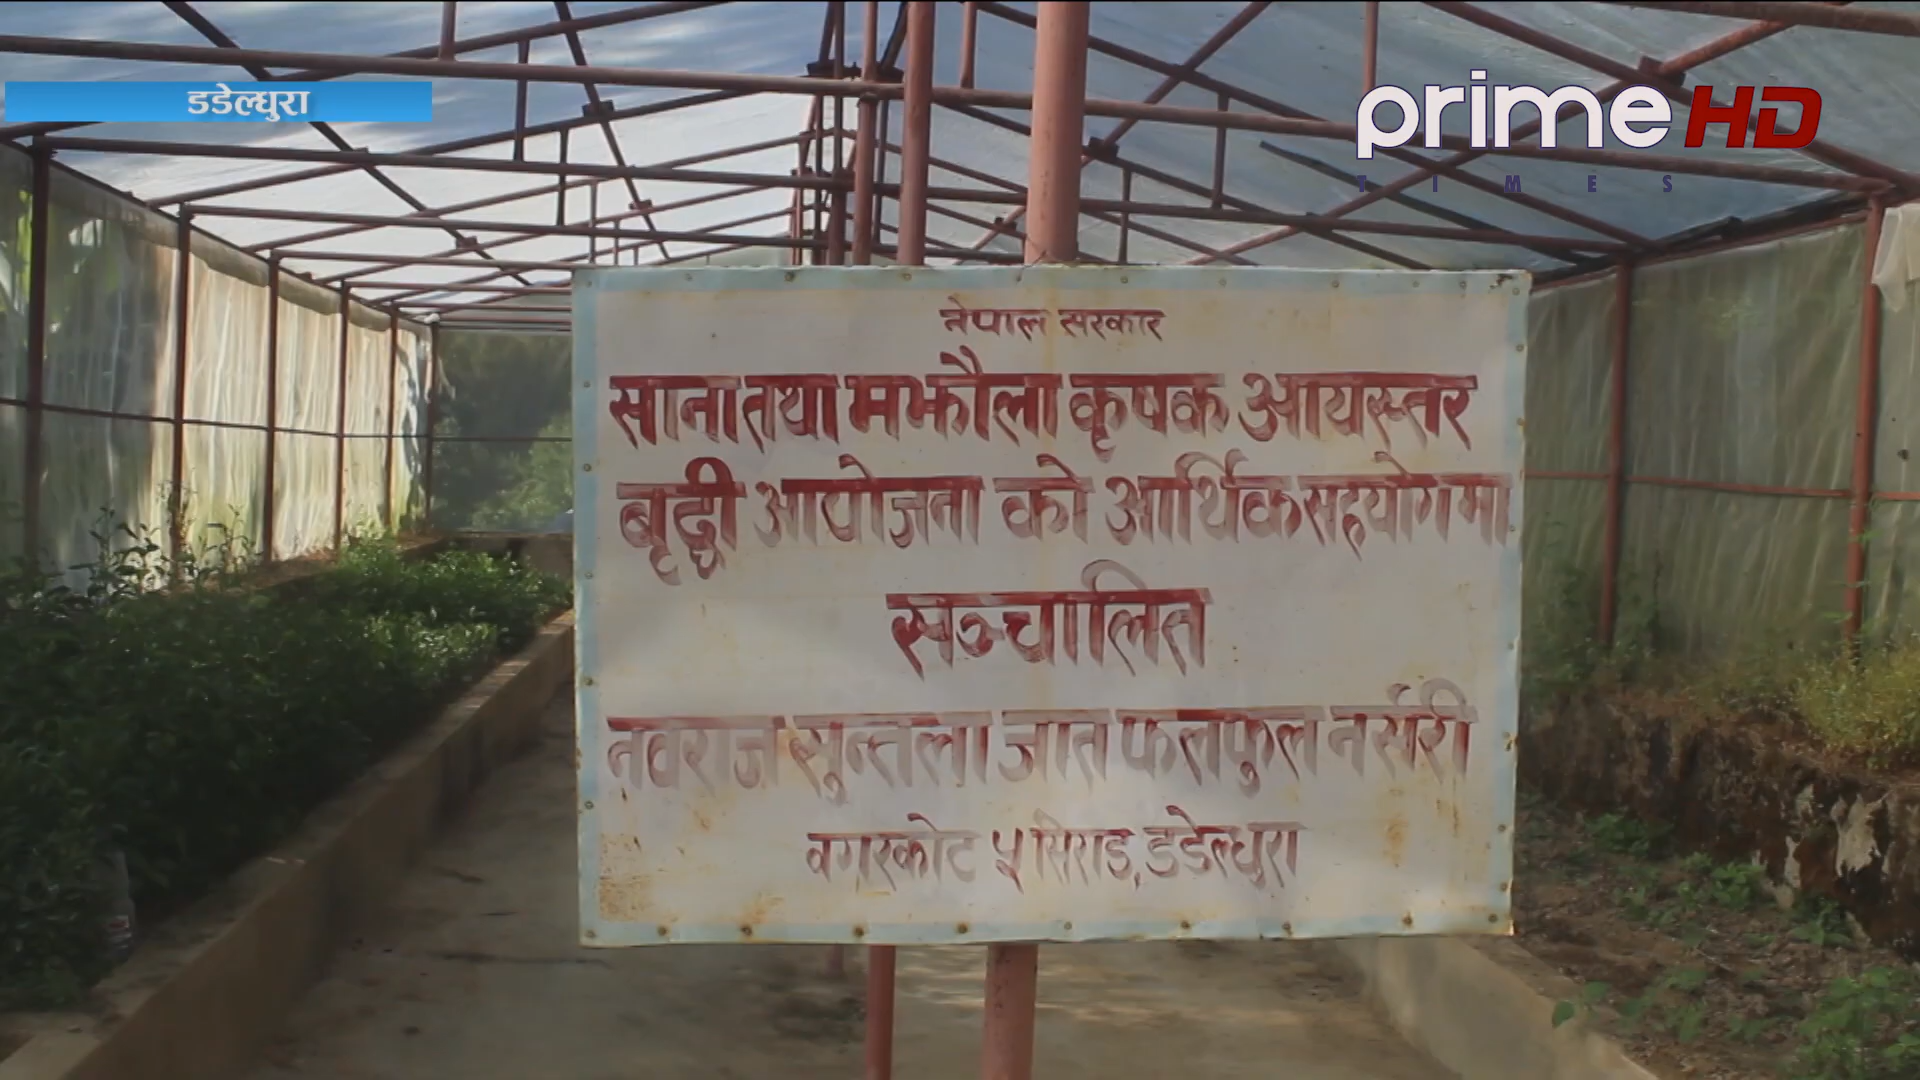 डडेल्धुरा
prime HD
TIMES
नेपाल सरकार
साना तथा मझौला कृषक आयस्तर
बृद्धी आयोजना को आर्थिक सहयोगमा
सञ्चालित
नवराज सुन्तला जात फलफुल नर्सरी
वगरकोट ५ सिराड, डडेल्धुरा